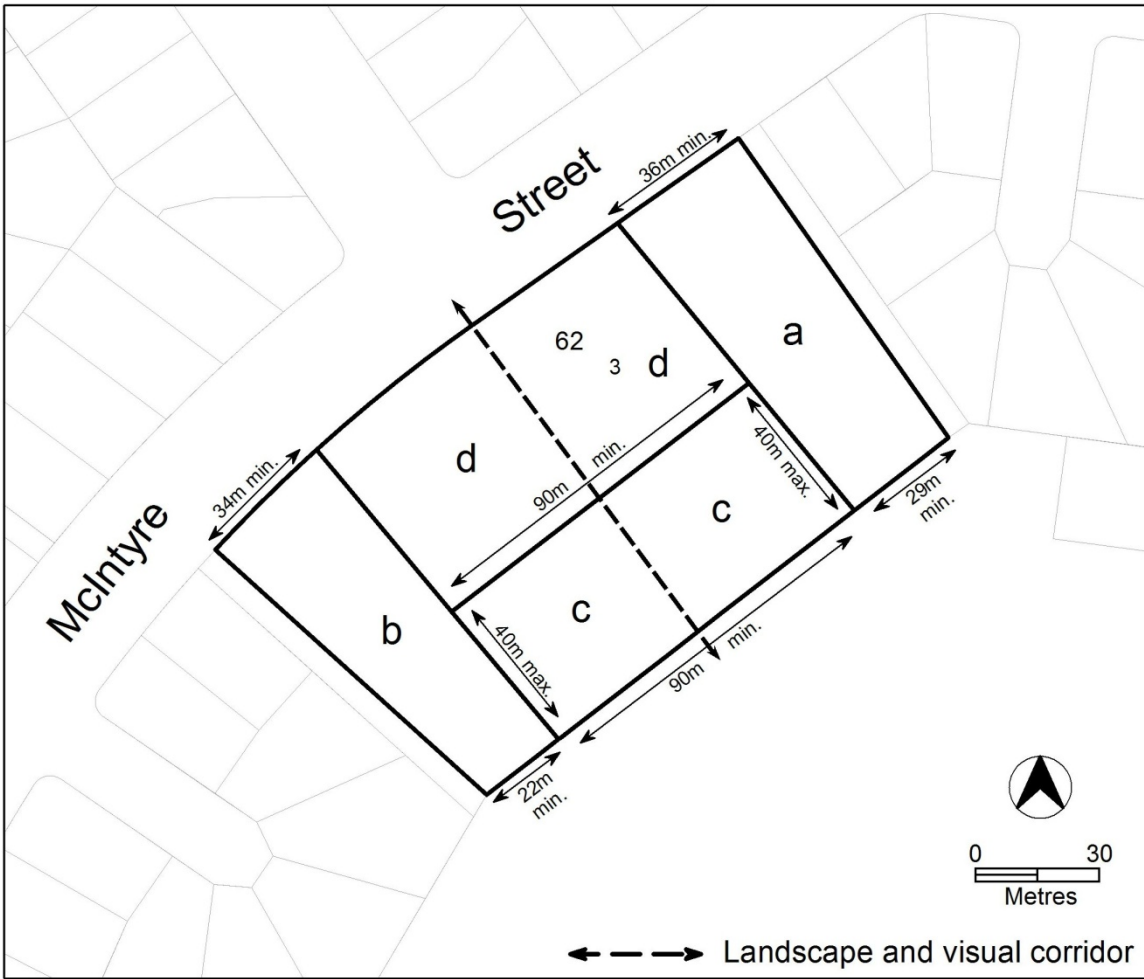 Street
McIntyre
36m min.
a
62
3
d
d
90m min.
40m max.
34m min.
c
29m
min.
b
c
40m max.
90m min.
22m
min.
0 30
Metres
Landscape and visual corridor